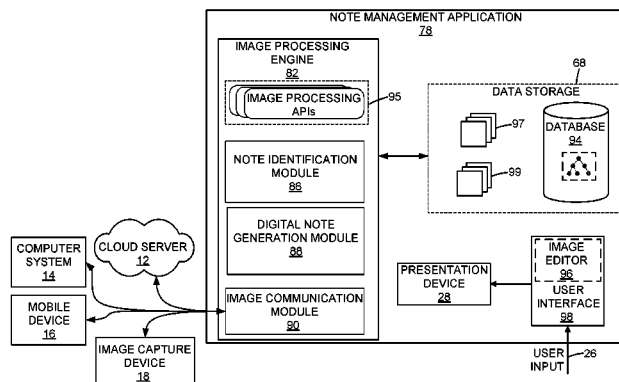 NOTE MANAGEMENT APPLICATION
78
IMAGE PROCESSING
ENGINE
82
IMAGE PROCESSING
APIs
95
NOTE IDENTIFICATION
MODULE
86
DIGITAL NOTE
GENERATION MODULE
88
IMAGE COMMUNICATION
MODULE
90
68
DATA STORAGE
97
99
DATABASE
94
COMPUTER
SYSTEM
14
CLOUD SERVER
12
MOBILE
DEVICE
16
IMAGE CAPTURE
DEVICE
18
PRESENTATION
DEVICE
28
IMAGE
EDITOR
96
USER
INTERFACE
98
USER
INPUT
26